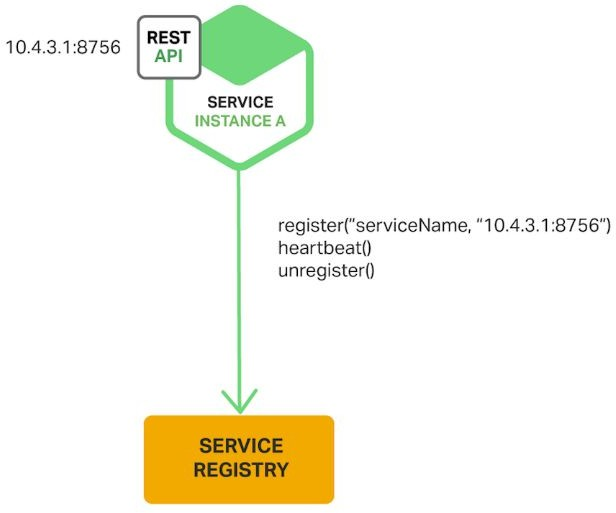 10.4.3.1:8756
REST
API
SERVICE
INSTANCE A
register("serviceName, "10.4.3.1:8756")
heartbeat()
unregister()
SERVICE
REGISTRY